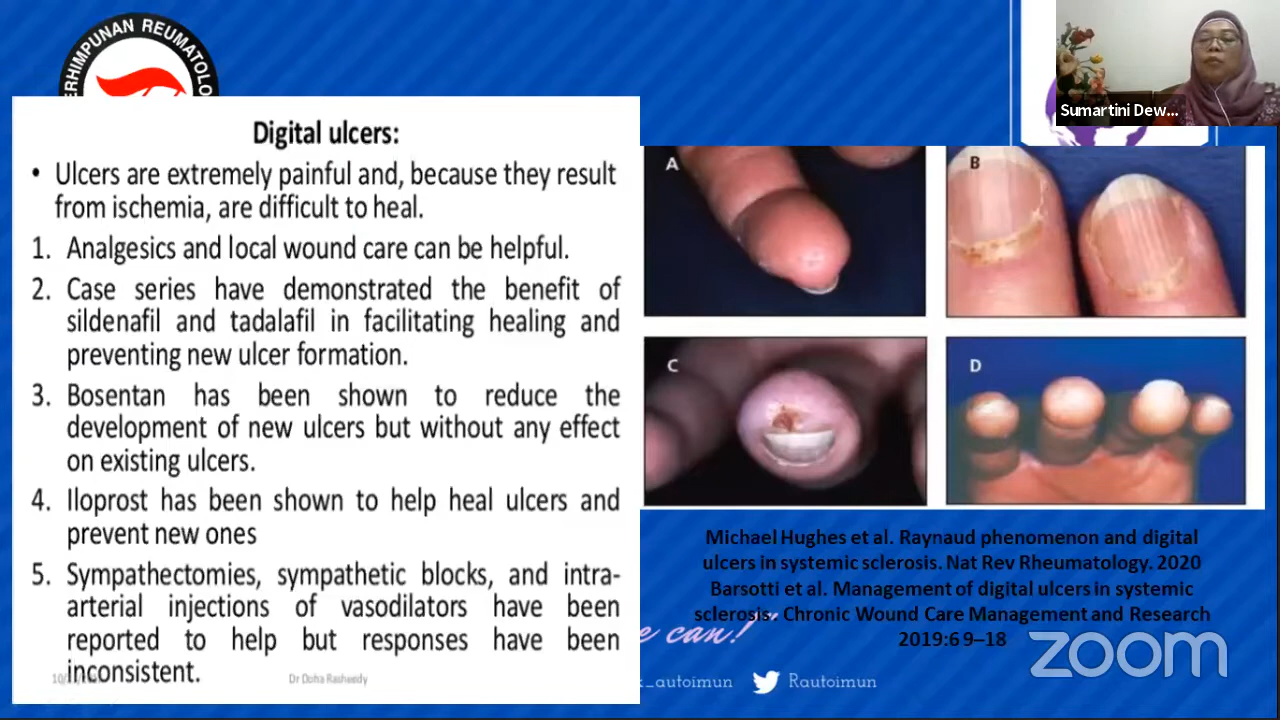 ERHIMPUNAN REUMATOLO
Sumartini Dew...
Digital ulcers:
• Ulcers are extremely painful and, because they result
from ischemia, are difficult to heal.
1. Analgesics and local wound care can be helpful.
2. Case series have demonstrated the benefit of
sildenafil and tadalafil in facilitating healing and
preventing new ulcer formation.
3. Bosentan has been shown to reduce the
development of new ulcers but without any effect
on existing ulcers.
4. Iloprost has been shown to help heal ulcers and
prevent new ones
5. Sympathectomies, sympathetic blocks, and intra-
arterial injections of vasodilators have been
reported to help but responses have been
inconsistent.
Dr Doha Rasheedy
A
B
C
D
Michael Hughes et al. Raynaud phenomenon and digital
ulcers in systemic sclerosis. Nat Rev Rheumatology. 2020
Barsotti et al. Management of digital ulcers in systemic
sclerosis. Chronic Wound Care Management and Research
2019:6 9–18
e can!"
zoom
_autoimun
Rautoimun